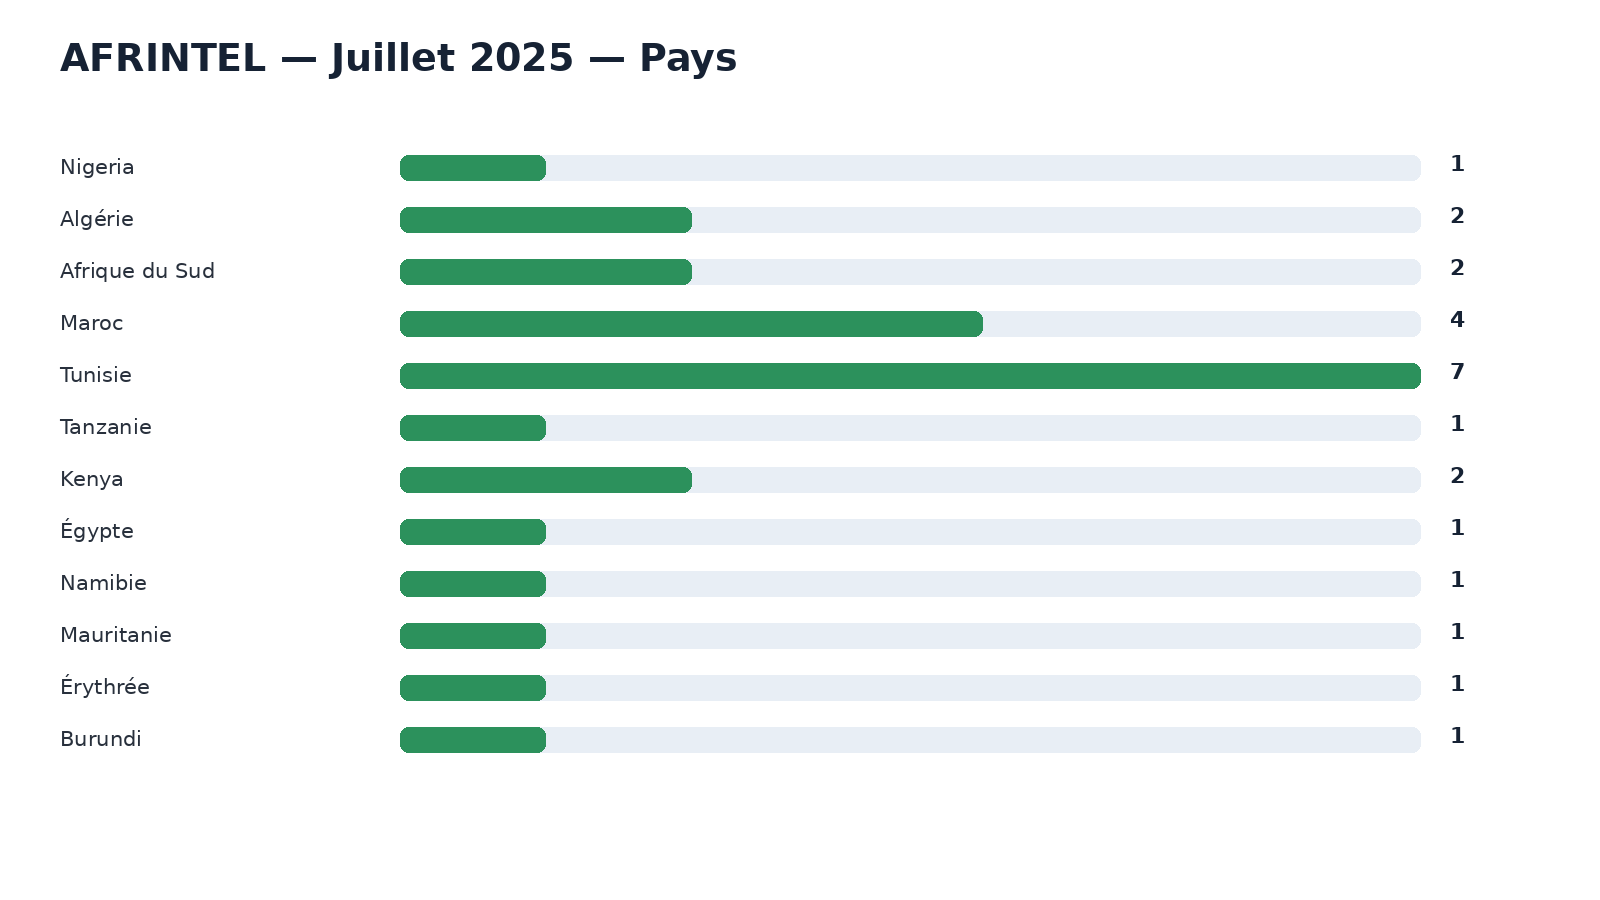 AFRINTEL — Juillet 2025 — Pays
Nigeria 1
Algérie 2
Afrique du Sud 2
Maroc 4
Tunisie 7
Tanzanie 1
Kenya 2
Égypte 1
Namibie 1
Mauritanie 1
Érythrée 1
Burundi 1